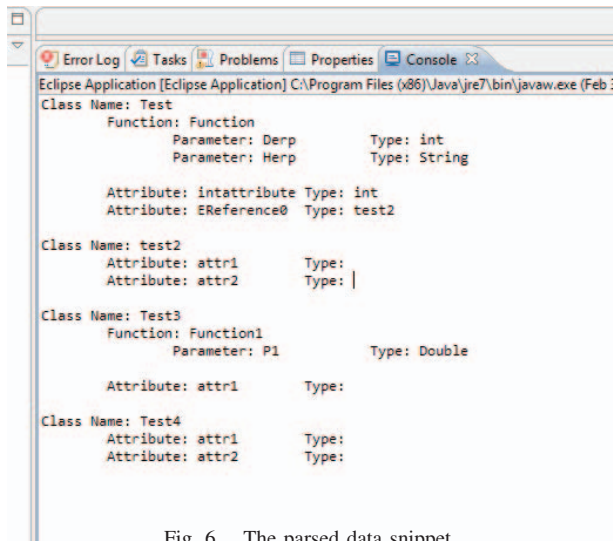 Error Log Tasks Problems Properties Console
Eclipse Application [Eclipse Application] C:\Program Files (x86)\Java\jre7\bin\javaw.exe (Feb
Class Name: Test
Function: Function
Parameter: Derp Type: int
Parameter: Herp Type: String
Attribute: intattribute Type: int
Attribute: EReference0 Type: test2
Class Name: test2
Attribute: attr1 Type:
Attribute: attr2 Type:
Class Name: Test3
Function: Function1
Parameter: P1 Type: Double
Attribute: attr1 Type:
Class Name: Test4
Attribute: attr1 Type:
Attribute: attr2 Type:
Fig. 6. The parsed data snippet